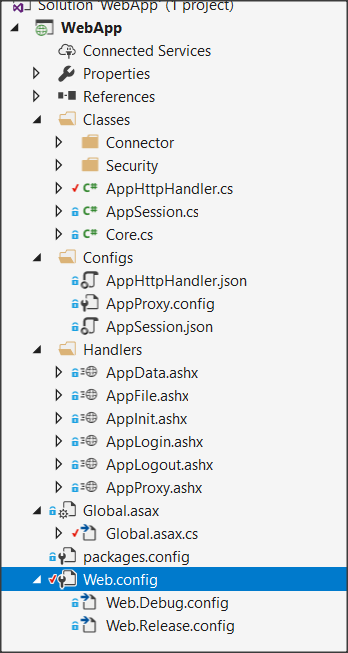 Solution 'WebApp' (1 project)
WebApp
Connected Services
Properties
References
Classes
Connector
Security
C# AppHttpHandler.cs
C# AppSession.cs
C# Core.cs
Configs
AppHttpHandler.json
AppProxy.config
AppSession.json
Handlers
AppData.ashx
AppFile.ashx
AppInit.ashx
AppLogin.ashx
AppLogout.ashx
AppProxy.ashx
Global.asax
Global.asax.cs
packages.config
Web.config
Web.Debug.config
Web.Release.config